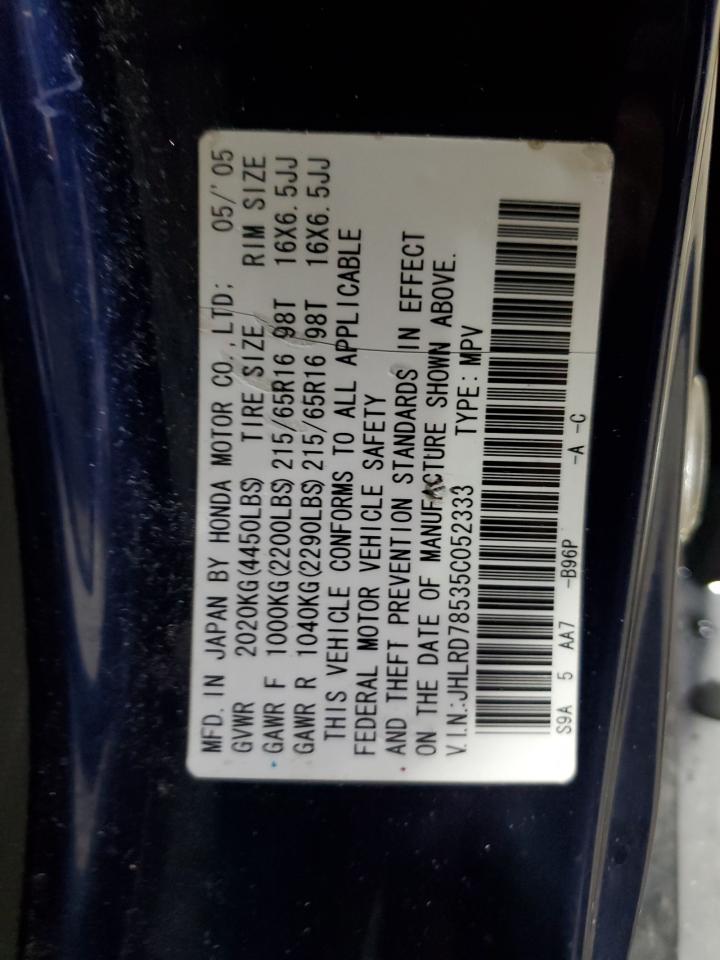 MFD. IN JAPAN BY HONDA MOTOR CO.,LTD; 05/'05
GVWR 2020KG(4450LBS) TIRE SIZE RIM SIZE
GAWR F 1000KG(2200LBS) 215/65R16 98T 16X6.5JJ
GAWR R 1040KG(2290LBS) 215/65R16 98T 16X6.5JJ
THIS VEHICLE CONFORMS TO ALL APPLICABLE
FEDERAL MOTOR VEHICLE SAFETY
AND THEFT PREVENTION STANDARDS IN EFFECT
ON THE DATE OF MANUFACTURE SHOWN ABOVE.
V.I.N.:JHLRD78535C052333 TYPE: MPV
S9A 5 AA7 -B96P -A -C